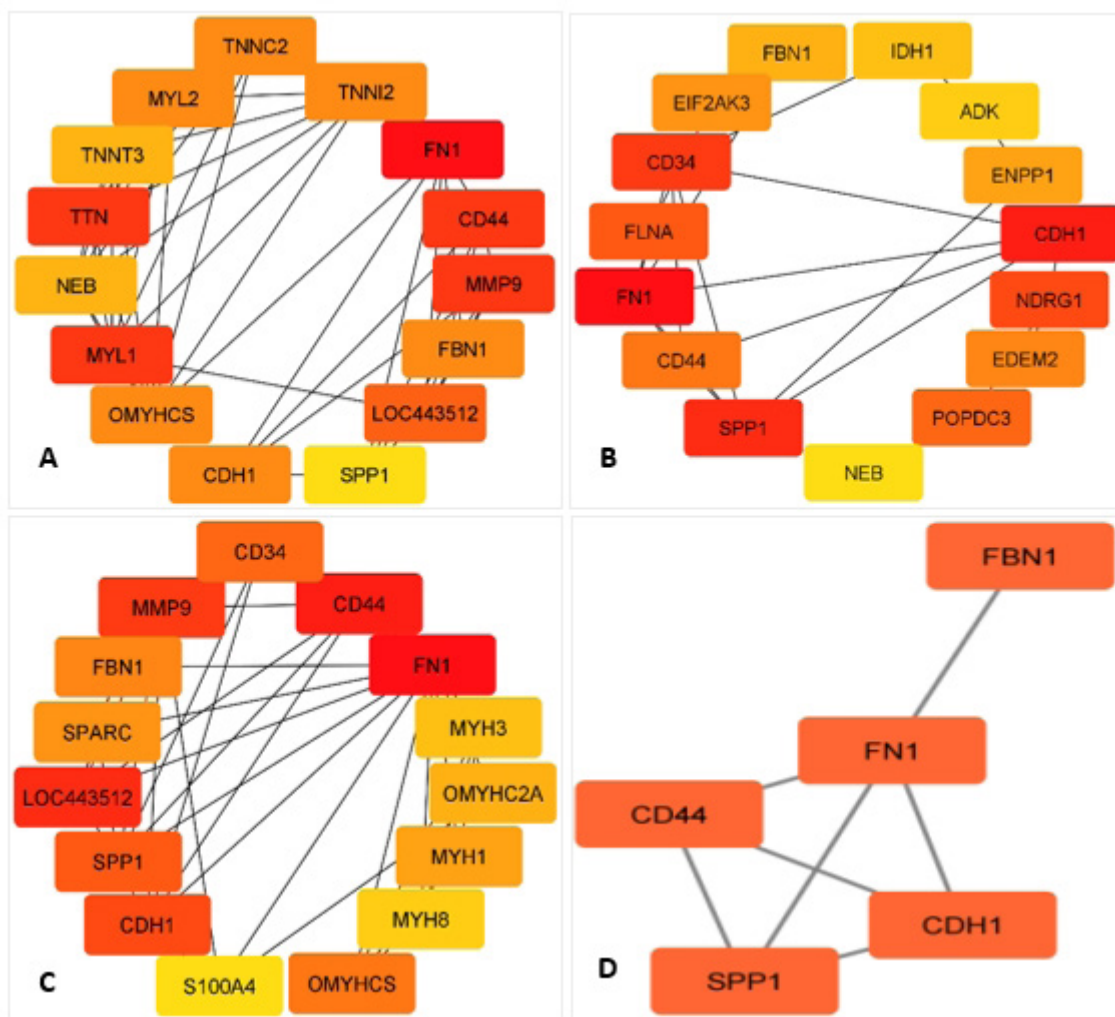 TNNC2
MYL2
TNNI2
TNNT3
FN1
TTN
CD44
NEB
MMP9
MYL1
FBN1
OMYHCS
LOC443512
CDH1
SPP1
A
FBN1
IDH1
EIF2AK3
ADK
CD34
ENPP1
FLNA
CDH1
FN1
NDRG1
CD44
EDEM2
SPP1
POPDC3
NEB
B
CD34
MMP9
CD44
FBN1
FN1
SPARC
MYH3
LOC443512
OMYHC2A
SPP1
MYH1
CDH1
MYH8
S100A4
OMYHCS
C
FBN1
FN1
CD44
CDH1
SPP1
D